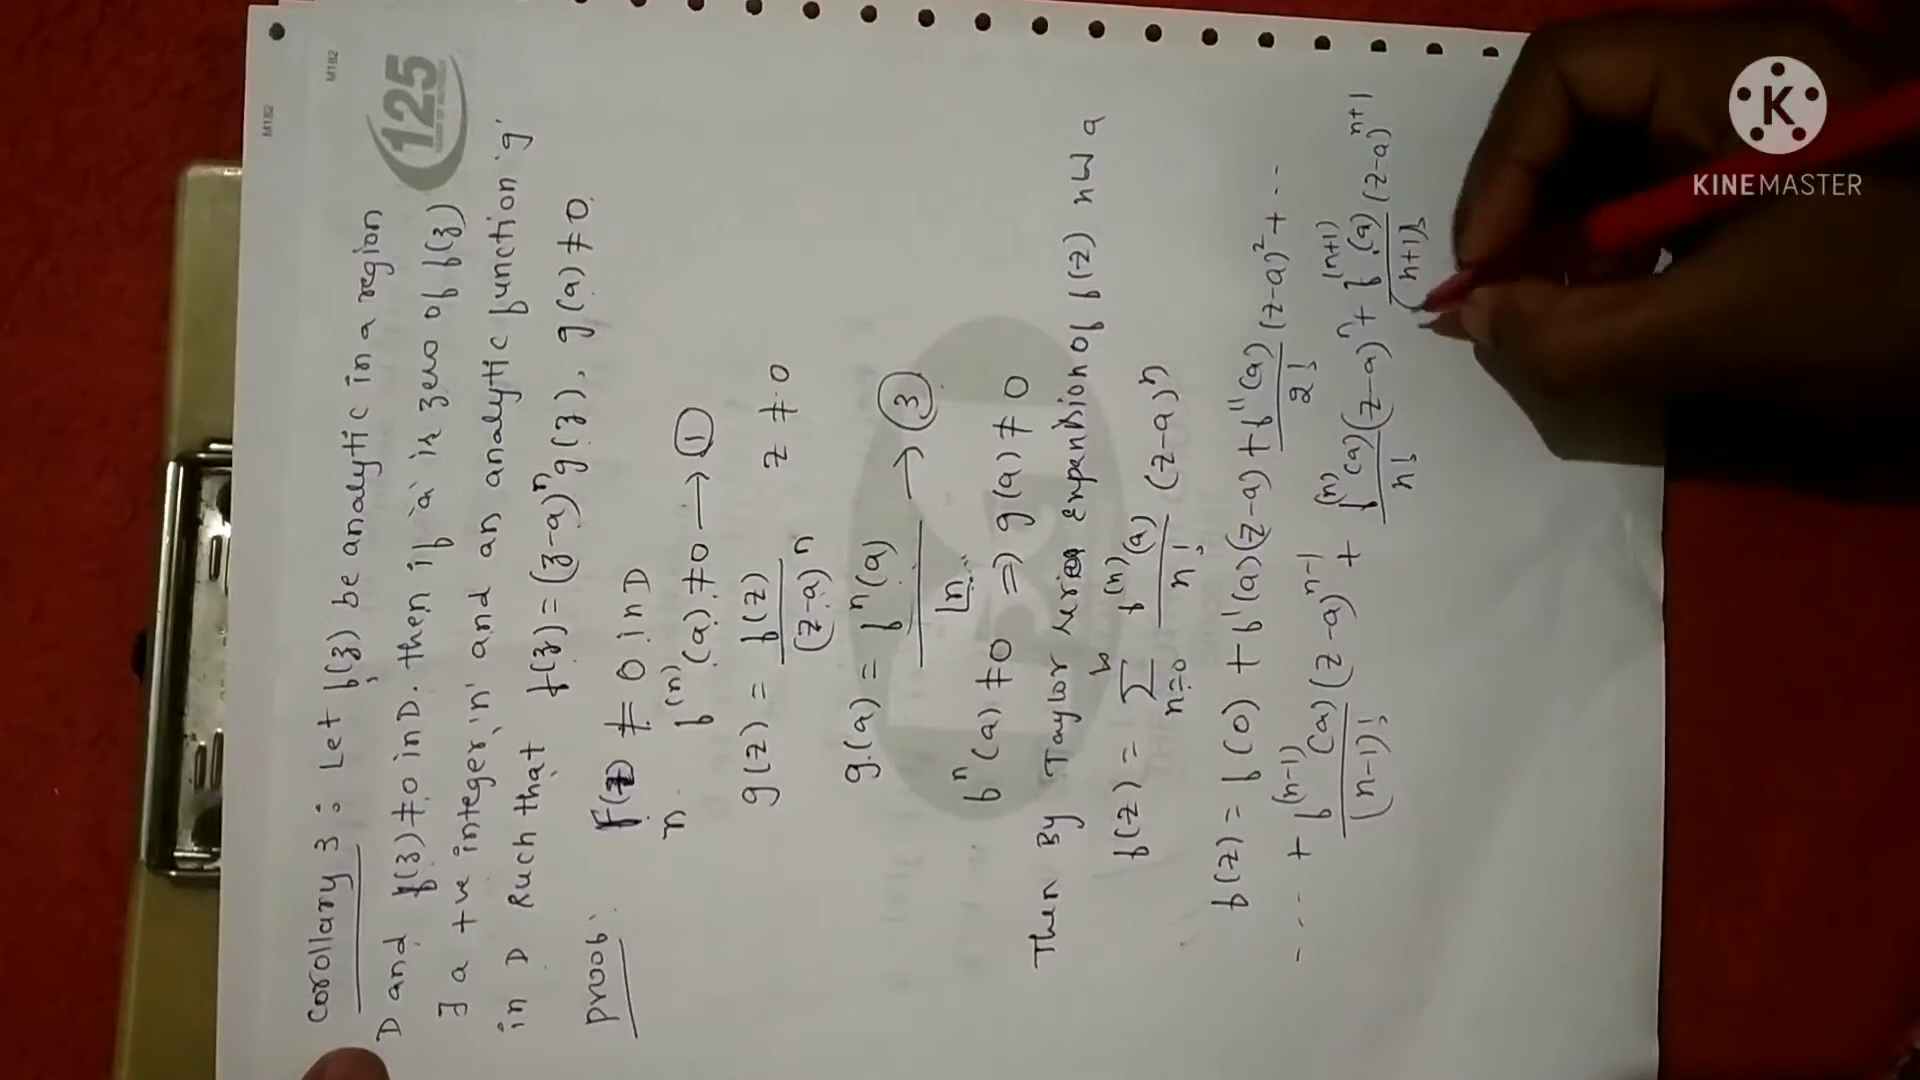 M182
M182
125
Corollary 3 : Let f(z) be analytic in a region
D and f(z) ≠ 0 in D. then if 'a' is zero of f(z)
∃ a +ve integer 'n' and an analytic function 'g'
in D such that f(z) = (z-a)^n g(z), g(a) ≠ 0.
Proof:
F(z) ≠ 0 in D
n f^(n)(a) ≠ 0 → ①
g(z) = f(z)/(z-a)^n z ≠ 0
g(a) = f^n(a)/n → ③
f^n(a) ≠ 0 ⇒ g(a) ≠ 0
Then By Taylor series expansion of f(z) a
f(z) = ∑_{n=0}^∞ f^(n)(a)/n! (z-a)^n
f(z) = f(0) + f'(a)(z-a) + f''(a)/2! (z-a)^2 + ...
... + f^(n-1)(a)/(n-1)! (z-a)^n-1 + f^(n)(a)/n! (z-a)^n + f^(n+1)(a)/(n+1)! (z-a)^n+1
K
KINEMASTER